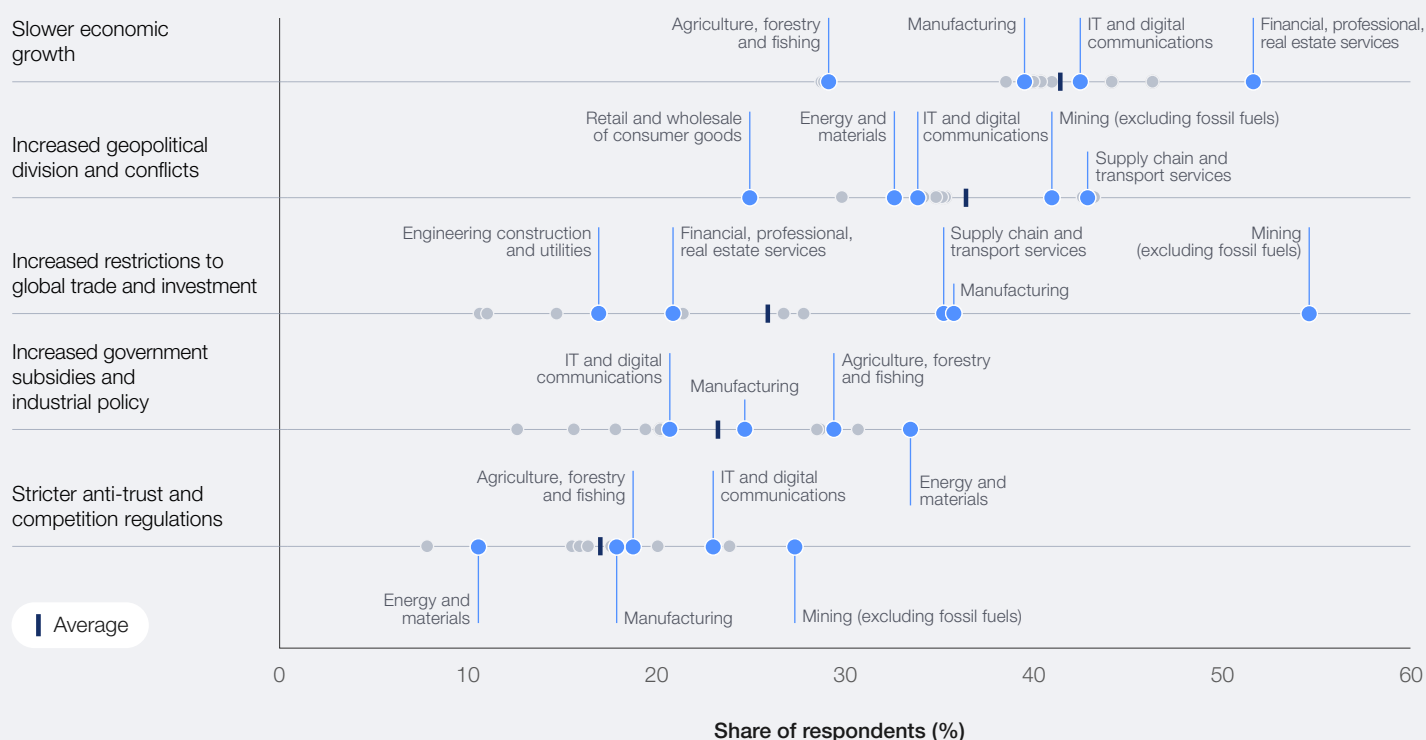 Slower economic
growth
Agriculture, forestry
and fishing
Manufacturing
IT and digital
communications
Financial, professional,
real estate services
Increased geopolitical
division and conflicts
Retail and wholesale
of consumer goods
Energy and
materials
IT and digital
communications
Mining (excluding fossil fuels)
Supply chain and
transport services
Increased restrictions to
global trade and investment
Engineering construction
and utilities
Financial, professional,
real estate services
Supply chain and
transport services
Manufacturing
Mining
(excluding fossil fuels)
Increased government
subsidies and
industrial policy
IT and digital
communications
Manufacturing
Agriculture, forestry
and fishing
Energy and
materials
Stricter anti-trust and
competition regulations
Energy and
materials
Agriculture, forestry
and fishing
Manufacturing
IT and digital
communications
Mining (excluding fossil fuels)
Average
0 10 20 30 40 50 60
Share of respondents (%)